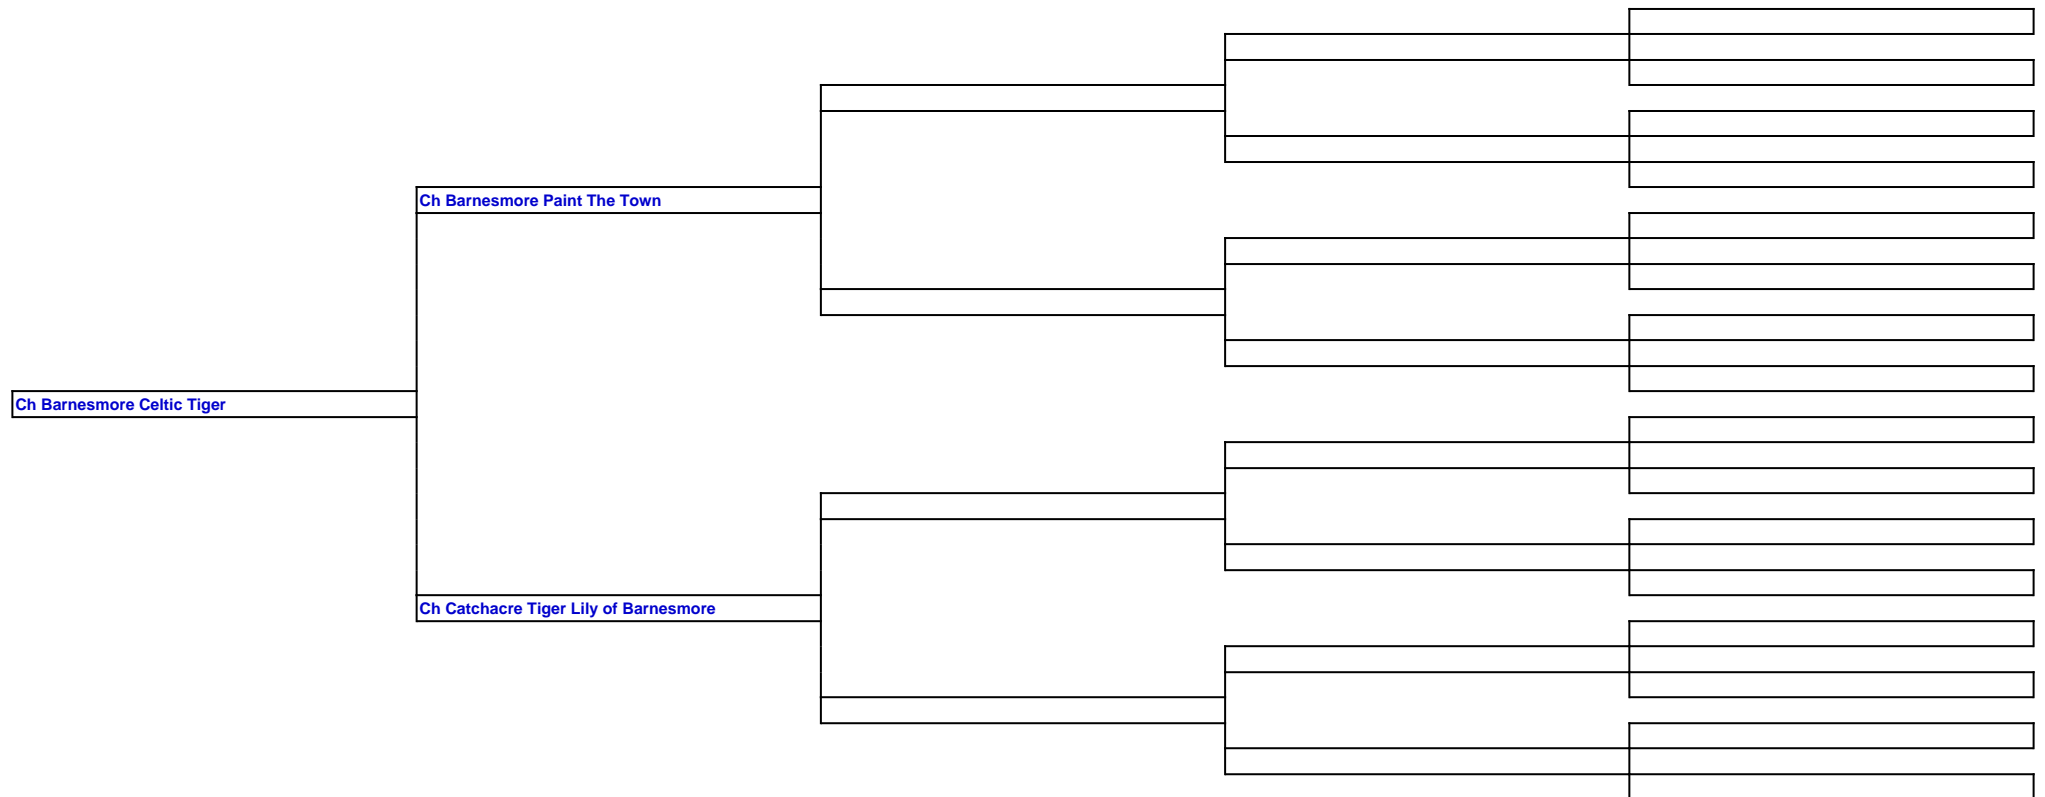 Ch Barnesmore Paint The Town
Ch Barnesmore Celtic Tiger
Ch Catchacre Tiger Lily of Barnesmore